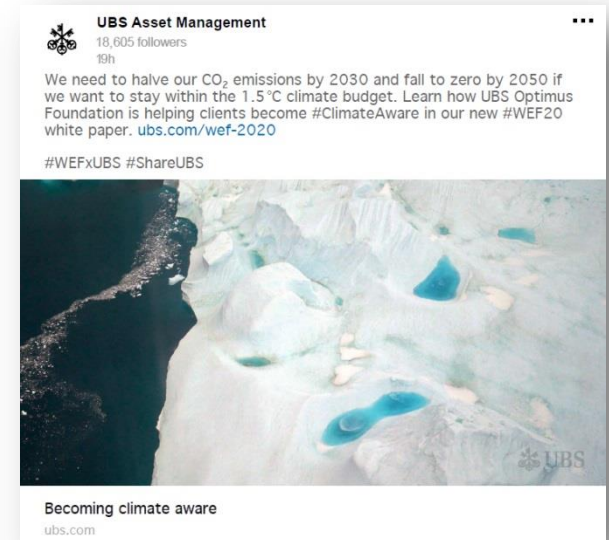 UBS Asset Management
18,605 followers
19h
We need to halve our CO₂ emissions by 2030 and fall to zero by 2050 if
we want to stay within the 1.5°C climate budget. Learn how UBS Optimus
Foundation is helping clients become #ClimateAware in our new #WEF20
white paper. ubs.com/wef-2020
#WEFxUBS #ShareUBS
UBS
Becoming climate aware
ubs.com